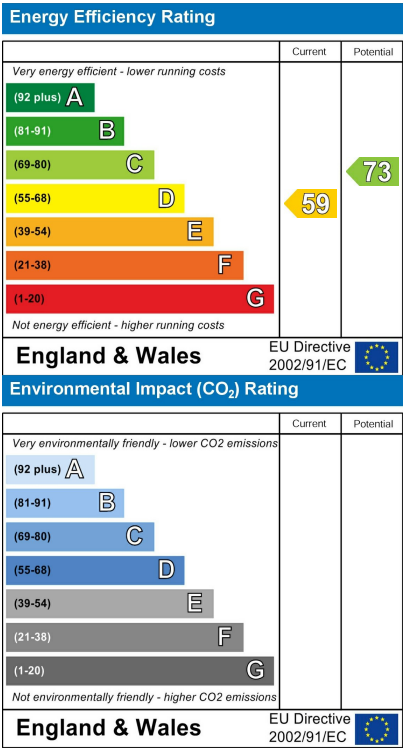 Energy Efficiency Rating
Current Potential
Very energy efficient - lower running costs
(92 plus) A
(81-91) B
(69-80) C
73
(55-68) D
59
(39-54) E
(21-38) F
(1-20) G
Not energy efficient - higher running costs
England & Wales
EU Directive
2002/91/EC
Environmental Impact (CO₂) Rating
Current Potential
Very environmentally friendly - lower CO2 emissions
(92 plus) A
(81-91) B
(69-80) C
(55-68) D
(39-54) E
(21-38) F
(1-20) G
Not environmentally friendly - higher CO2 emissions
England & Wales
EU Directive
2002/91/EC